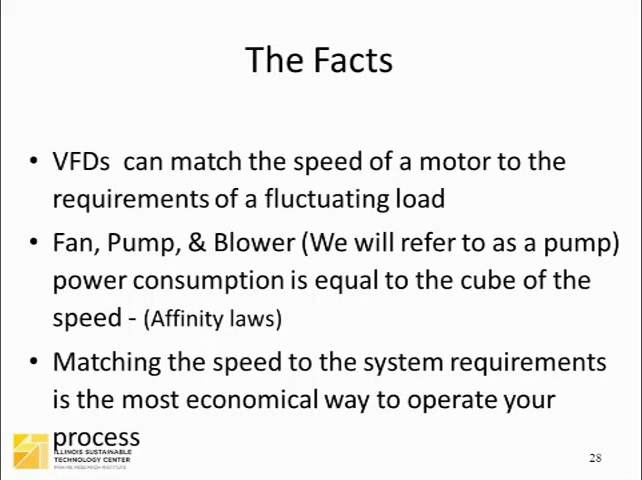 The Facts
• VFDs can match the speed of a motor to the
requirements of a fluctuating load
• Fan, Pump, & Blower (We will refer to as a pump)
power consumption is equal to the cube of the
speed - (Affinity laws)
• Matching the speed to the system requirements
is the most economical way to operate your
process
ILLINOIS SUSTAINABLE
TECHNOLOGY CENTER
PRAIRIE RESEARCH INSTITUTE
28